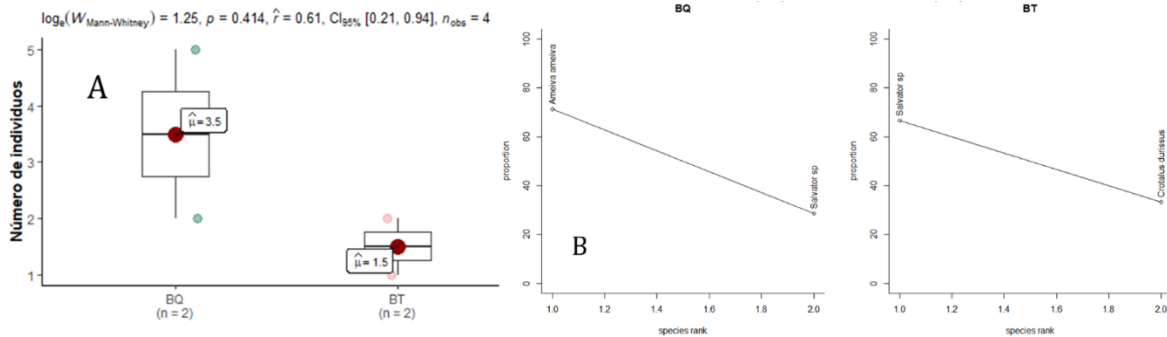 logₑ(W_Mann-Whitney) = 1.25, p = 0.414, r̂ = 0.61, CI₉₅% [0.21, 0.94], n_obs = 4
A
Número de indivíduos
5
4
3
2
1
μ̂=3.5
μ̂=1.5
BQ
(n = 2)
BT
(n = 2)
BQ
proportion
100
80
60
40
20
0
Ameiva ameiva
Salvator sp
B
1.0 1.2 1.4 1.6 1.8 2.0
species rank
BT
proportion
100
80
60
40
20
0
Salvator sp
Crotalus durissus
1.0 1.2 1.4 1.6 1.8 2.0
species rank